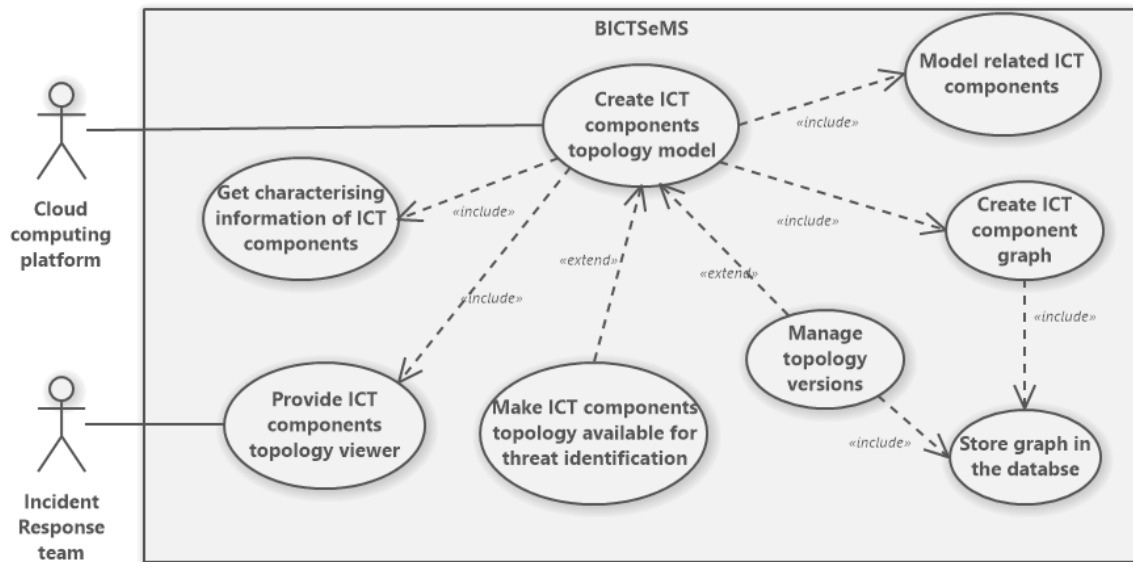 BICTSeMS
Model related ICT
components
Create ICT
components
topology model
«include»
Cloud
computing
platform
Get characterising
information of ICT
components
«include»
«include»
Create ICT
component
graph
«extend»
«extend»
«include»
«include»
Manage
topology
versions
Provide ICT
components
topology viewer
Make ICT components
topology available for
threat identification
«include»
Store graph in
the databse
Incident
Response
team